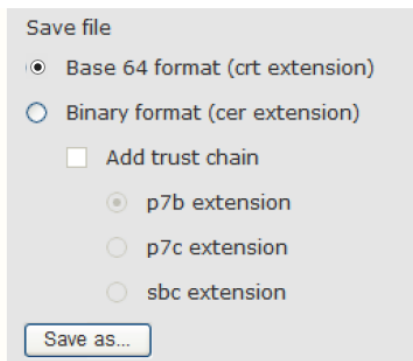 Save file
Base 64 format (crt extension)
Binary format (cer extension)
Add trust chain
p7b extension
p7c extension
sbc extension
Save as...